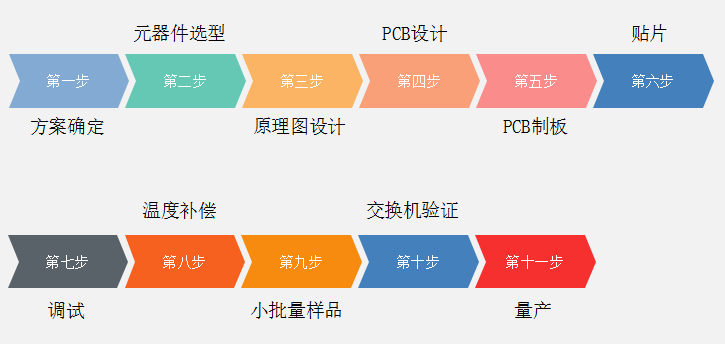 元器件选型 PCB设计 贴片
第一步 第二步 第三步 第四步 第五步 第六步
方案确定 原理图设计 PCB制板
温度补偿 交换机验证
第七步 第八步 第九步 第十步 第十一步
调试 小批量样品 量产